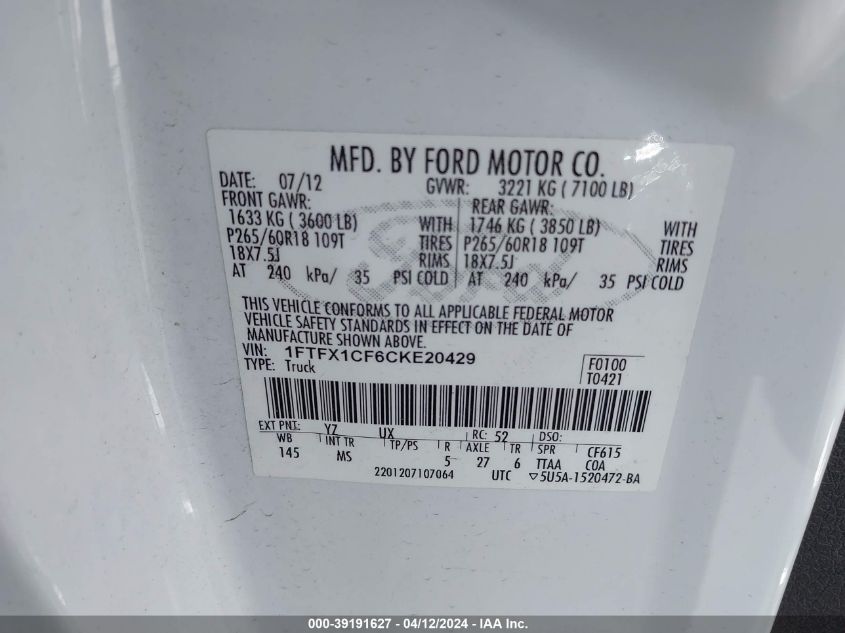 MFD. BY FORD MOTOR CO.
DATE: 07/12 GVWR: 3221 KG ( 7100 LB)
FRONT GAWR: REAR GAWR:
1633 KG ( 3600 LB) WITH 1746 KG ( 3850 LB) WITH
P265/60R18 109T TIRES P265/60R18 109T TIRES
18X7.5J RIMS 18X7.5J RIMS
AT 240 kPa/ 35 PSI COLD AT 240 kPa/ 35 PSI COLD
THIS VEHICLE CONFORMS TO ALL APPLICABLE FEDERAL MOTOR
VEHICLE SAFETY STANDARDS IN EFFECT ON THE DATE OF
MANUFACTURE SHOWN ABOVE.
VIN: 1FTFX1CF6CKE20429 F0100
TYPE: Truck T0421
EXT PNT: YZ UX RC: 52 DSO:
WB INT TR TP/PS R AXLE TR SPR CF615
145 MS 5 27 6 TTAA COA
2201207107064 UTC ▽5U5A-1520472-BA
Ford
000-39191627 - 04/12/2024 - IAA Inc.